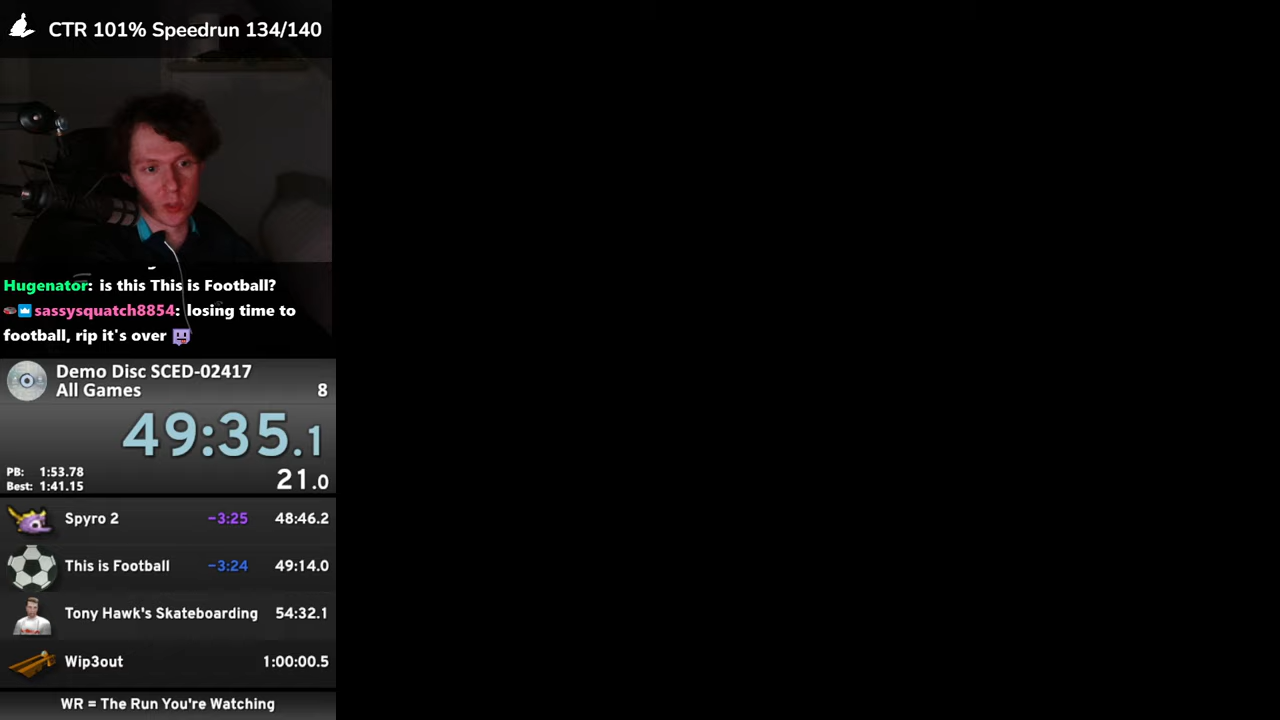 CTR 101% Speedrun 134/140
Hugenator: is this This is Football?
sassysquatch8854: losing time to
football, rip it's over
Demo Disc SCED-02417
All Games 8
49:35.1
PB: 1:53.78
Best: 1:41.15
21.0
Spyro 2 −3:25 48:46.2
This is Football −3:24 49:14.0
Tony Hawk's Skateboarding 54:32.1
Wip3out 1:00:00.5
WR = The Run You're Watching